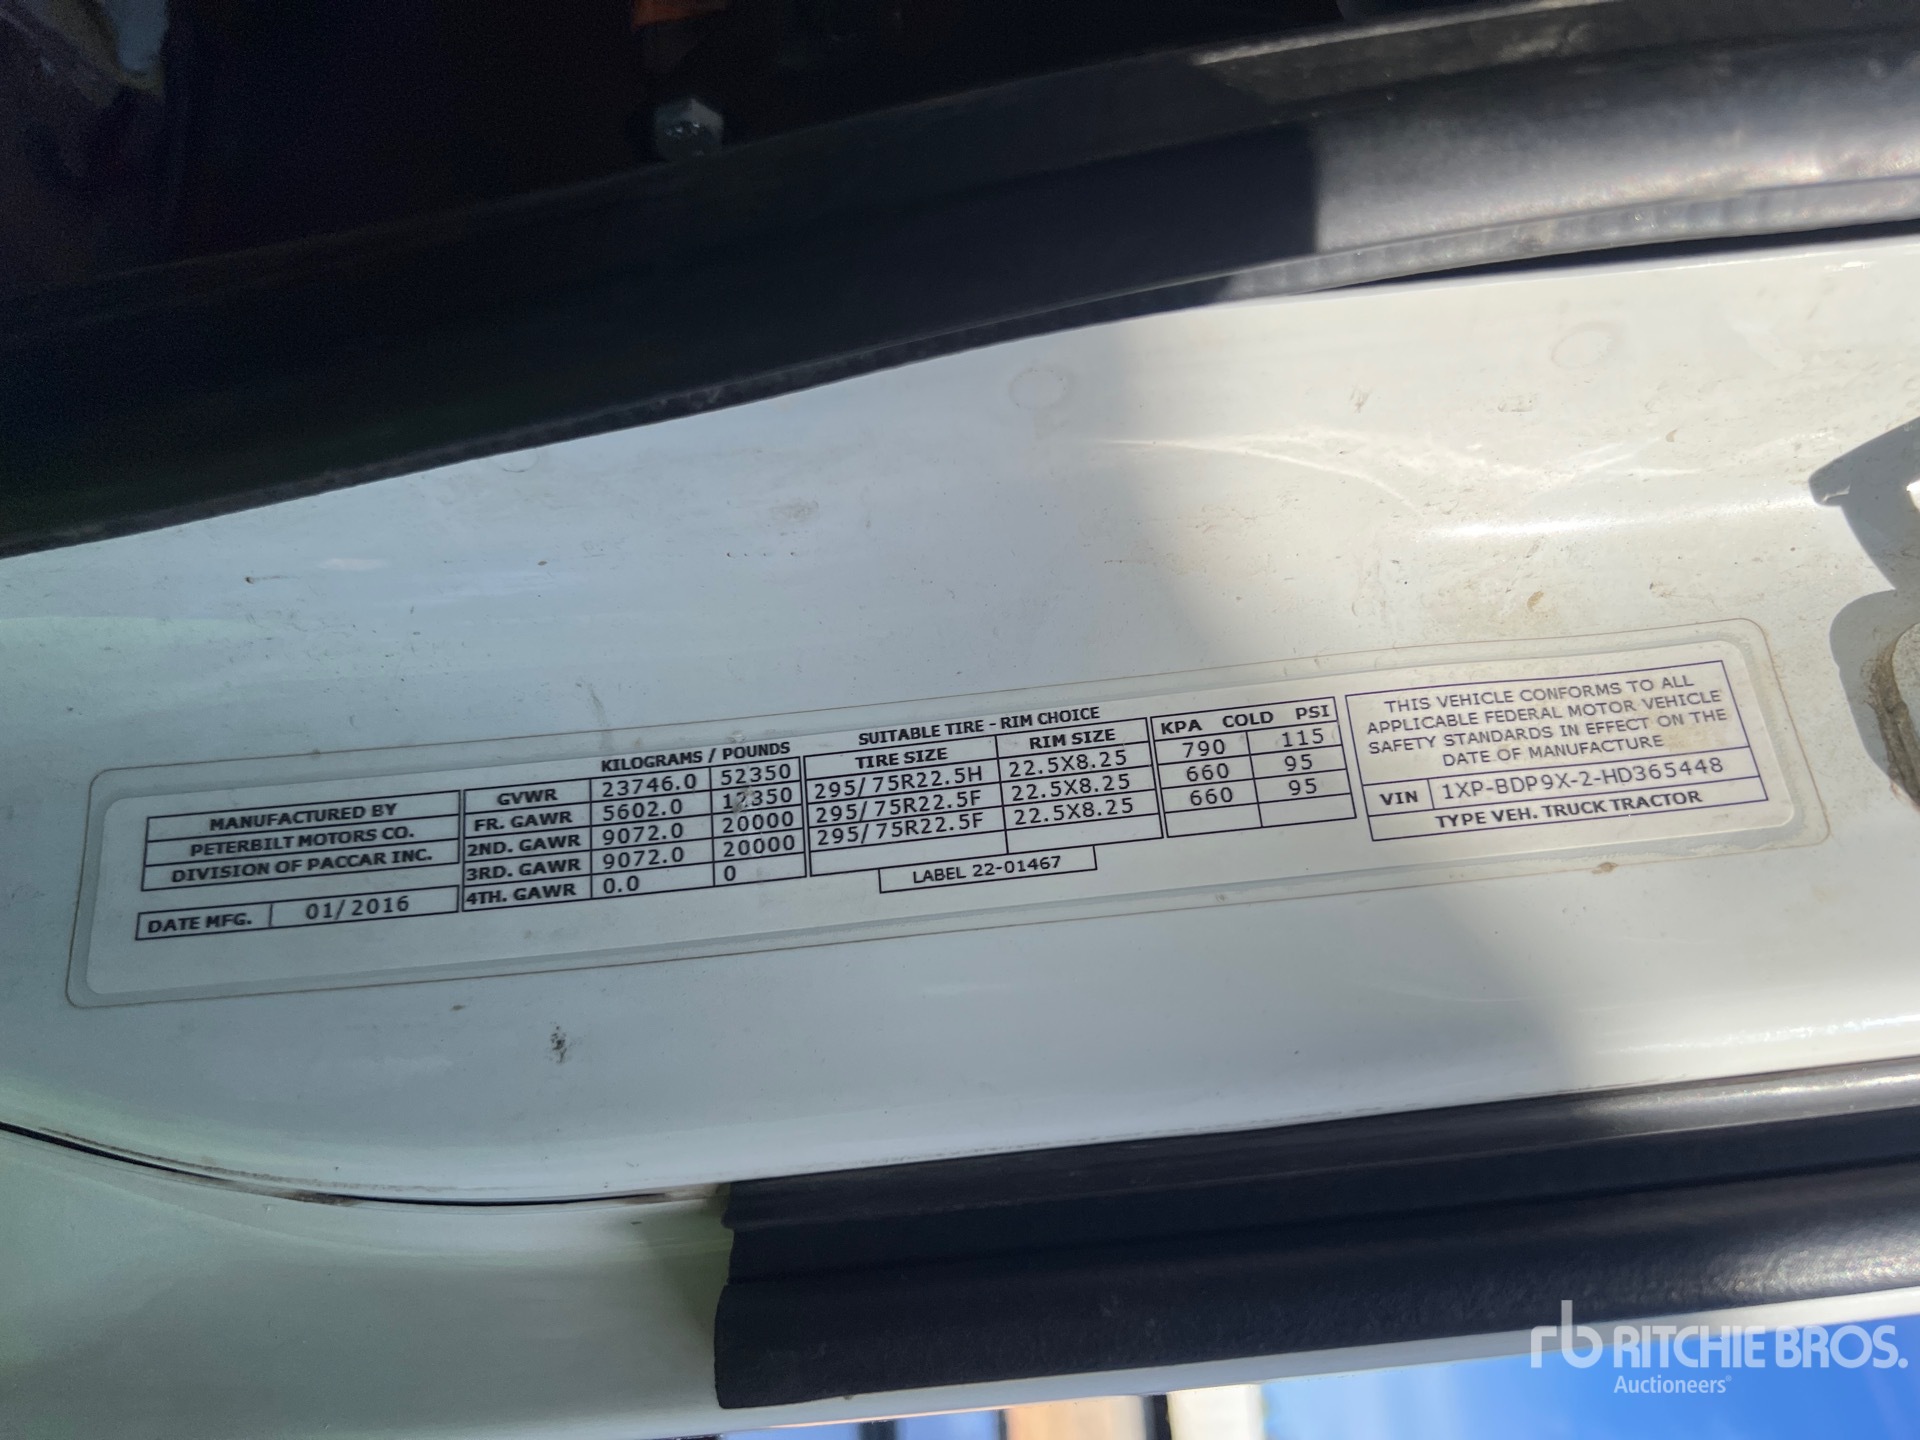 MANUFACTURED BY
PETERBILT MOTORS CO.
DIVISION OF PACCAR INC.
DATE MFG. 01/2016
KILOGRAMS / POUNDS
GVWR 23746.0 52350
FR. GAWR 5602.0 12350
2ND. GAWR 9072.0 20000
3RD. GAWR 9072.0 20000
4TH. GAWR 0.0 0
SUITABLE TIRE - RIM CHOICE
TIRE SIZE RIM SIZE
295/75R22.5H 22.5X8.25
295/75R22.5F 22.5X8.25
295/75R22.5F 22.5X8.25
KPA COLD PSI
790 115
660 95
660 95
LABEL 22-01467
THIS VEHICLE CONFORMS TO ALL
APPLICABLE FEDERAL MOTOR VEHICLE
SAFETY STANDARDS IN EFFECT ON THE
DATE OF MANUFACTURE
VIN 1XP-BDP9X-2-HD365448
TYPE VEH. TRUCK TRACTOR
rb RITCHIE BROS.
Auctioneers